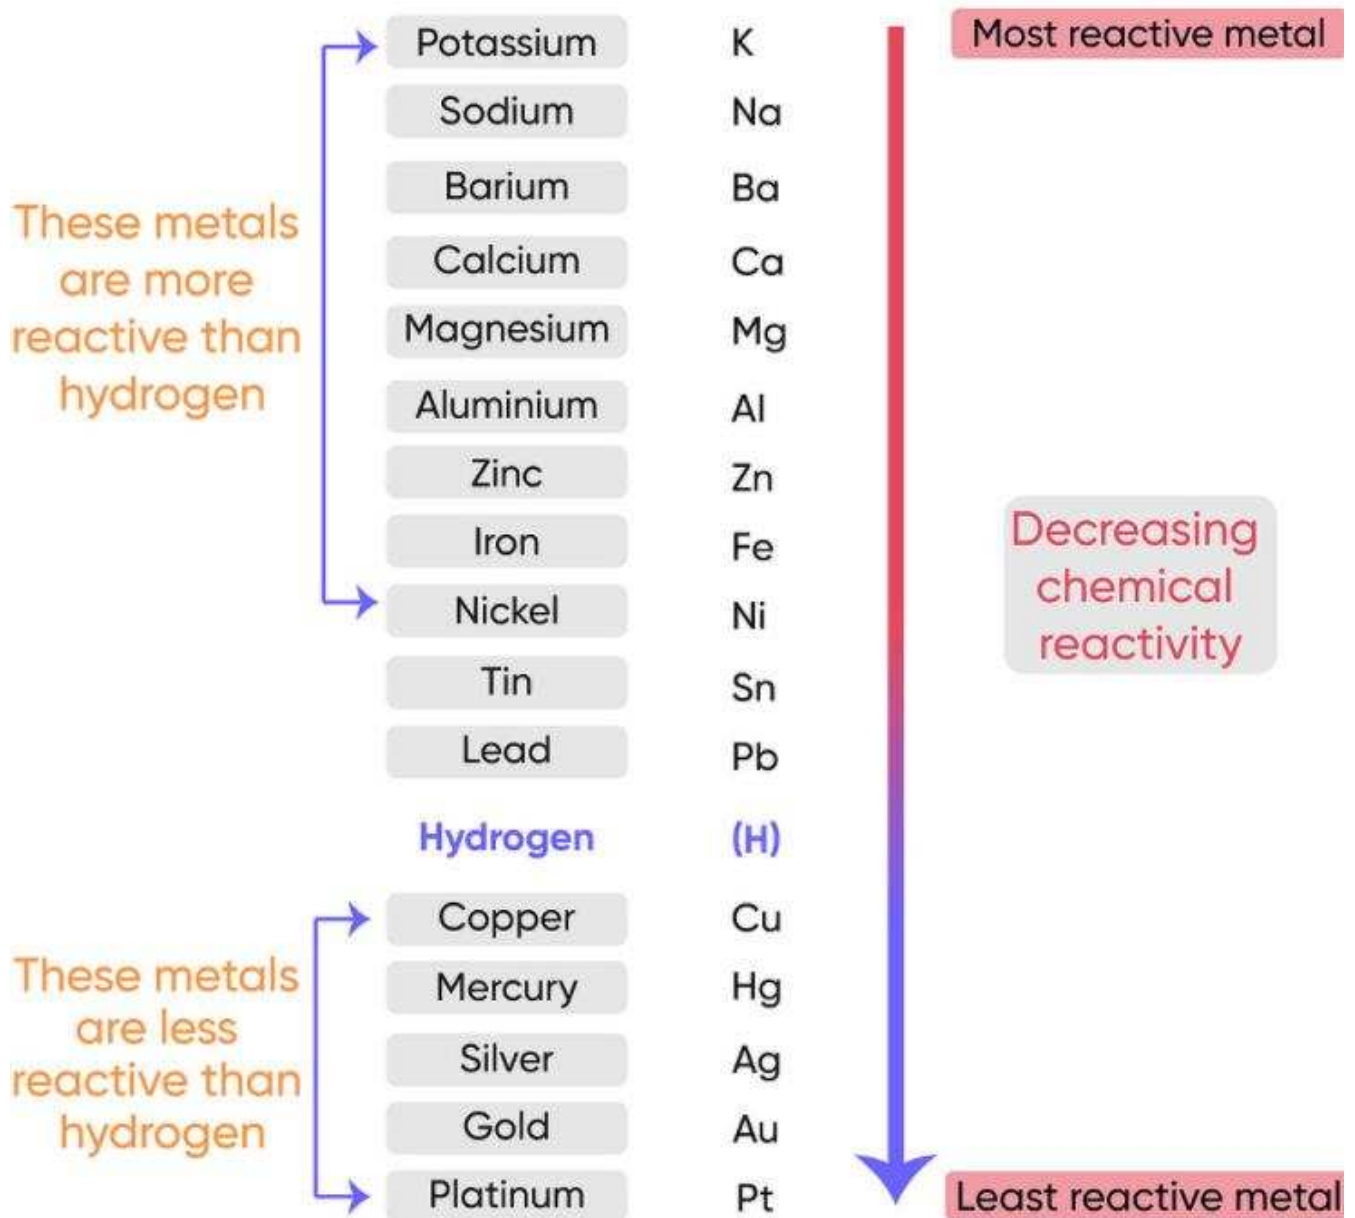 Potassium K Most reactive metal
Sodium Na
Barium Ba
These metals
are more
reactive than
hydrogen
Calcium Ca
Magnesium Mg
Aluminium Al
Zinc Zn
Iron Fe
Decreasing
chemical
reactivity
Nickel Ni
Tin Sn
Lead Pb
Hydrogen (H)
Copper Cu
These metals
are less
reactive than
hydrogen
Mercury Hg
Silver Ag
Gold Au
Platinum Pt Least reactive metal